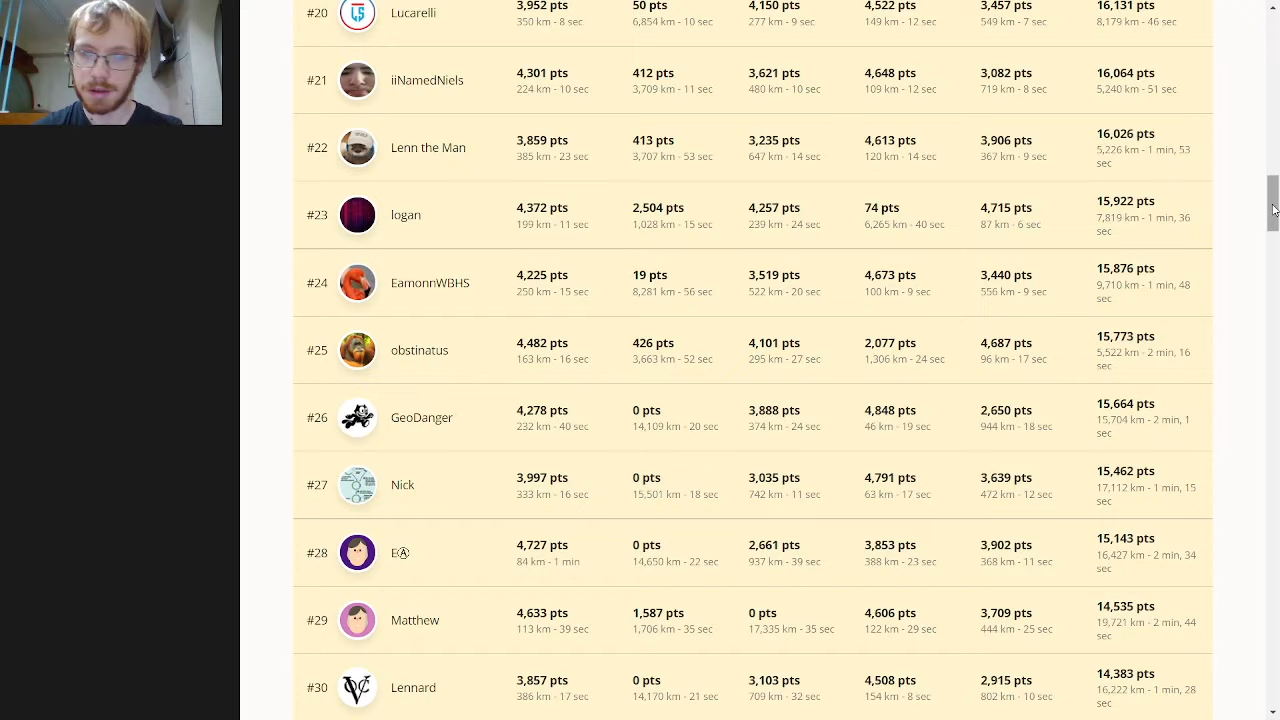 #20 Lucarelli 3,952 pts 50 pts 4,150 pts 4,522 pts 3,457 pts 16,131 pts
350 km - 8 sec 6,854 km - 10 sec 277 km - 9 sec 149 km - 12 sec 549 km - 7 sec 8,179 km - 46 sec
#21 iiNamedNiels 4,301 pts 412 pts 3,621 pts 4,648 pts 3,082 pts 16,064 pts
224 km - 10 sec 3,709 km - 11 sec 480 km - 10 sec 109 km - 12 sec 719 km - 8 sec 5,240 km - 51 sec
#22 Lenn the Man 3,859 pts 413 pts 3,235 pts 4,613 pts 3,906 pts 16,026 pts
385 km - 23 sec 3,707 km - 53 sec 647 km - 14 sec 120 km - 14 sec 367 km - 9 sec 5,226 km - 1 min, 53
sec
#23 logan 4,372 pts 2,504 pts 4,257 pts 74 pts 4,715 pts 15,922 pts
199 km - 11 sec 1,028 km - 15 sec 239 km - 24 sec 6,265 km - 40 sec 87 km - 6 sec 7,819 km - 1 min, 36
sec
#24 EamonnWBHS 4,225 pts 19 pts 3,519 pts 4,673 pts 3,440 pts 15,876 pts
250 km - 15 sec 8,281 km - 56 sec 522 km - 20 sec 100 km - 9 sec 556 km - 9 sec 9,710 km - 1 min, 48
sec
#25 obstinatus 4,482 pts 426 pts 4,101 pts 2,077 pts 4,687 pts 15,773 pts
163 km - 16 sec 3,663 km - 52 sec 295 km - 27 sec 1,306 km - 24 sec 96 km - 17 sec 5,522 km - 2 min, 16
sec
#26 GeoDanger 4,278 pts 0 pts 3,888 pts 4,848 pts 2,650 pts 15,664 pts
232 km - 40 sec 14,109 km - 20 sec 374 km - 24 sec 46 km - 19 sec 944 km - 18 sec 15,704 km - 2 min, 1
sec
#27 Nick 3,997 pts 0 pts 3,035 pts 4,791 pts 3,639 pts 15,462 pts
333 km - 16 sec 15,501 km - 18 sec 742 km - 11 sec 63 km - 17 sec 472 km - 12 sec 17,112 km - 1 min, 15
sec
#28 EⒶ 4,727 pts 0 pts 2,661 pts 3,853 pts 3,902 pts 15,143 pts
84 km - 1 min 14,650 km - 22 sec 937 km - 39 sec 388 km - 23 sec 368 km - 11 sec 16,427 km - 2 min, 34
sec
#29 Matthew 4,633 pts 1,587 pts 0 pts 4,606 pts 3,709 pts 14,535 pts
113 km - 39 sec 1,706 km - 35 sec 17,335 km - 35 sec 122 km - 29 sec 444 km - 25 sec 19,721 km - 2 min, 44
sec
#30 Lennard 3,857 pts 0 pts 3,103 pts 4,508 pts 2,915 pts 14,383 pts
386 km - 17 sec 14,170 km - 21 sec 709 km - 32 sec 154 km - 8 sec 802 km - 10 sec 16,222 km - 1 min, 28
sec